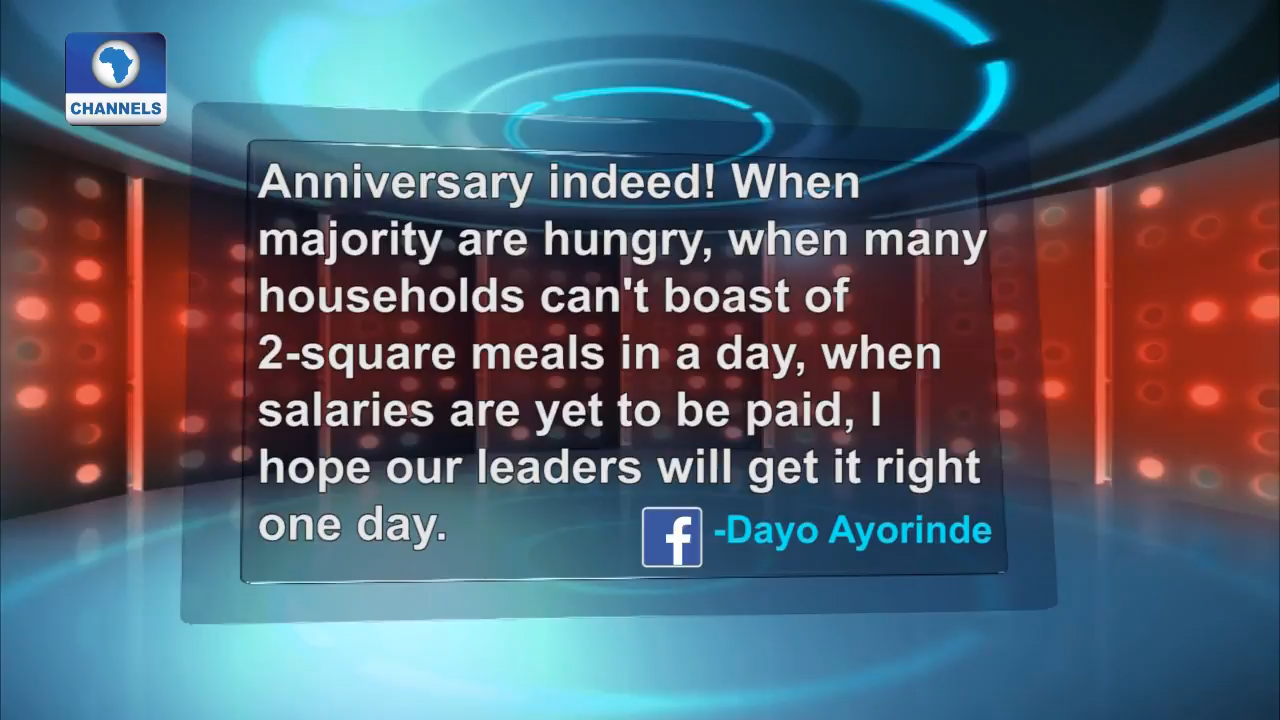 CHANNELS
Anniversary indeed! When
majority are hungry, when many
households can't boast of
2-square meals in a day, when
salaries are yet to be paid, I
hope our leaders will get it right
one day.
f -Dayo Ayorinde